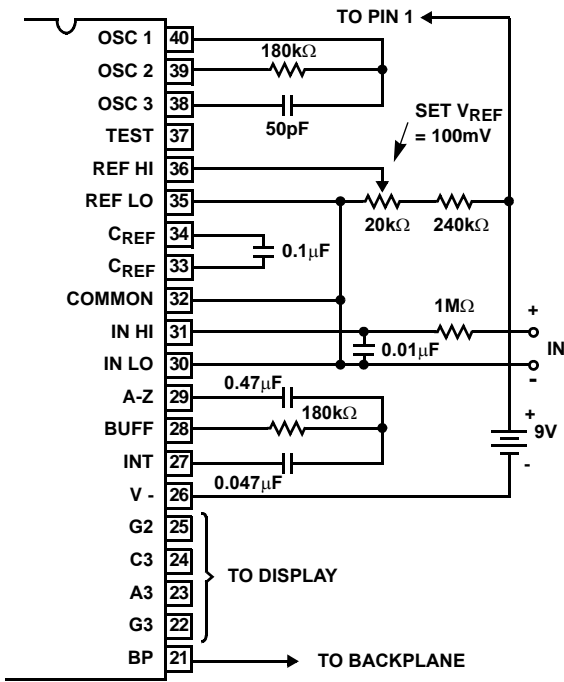 TO PIN 1
OSC 1 40
180kΩ
OSC 2 39
OSC 3 38
50pF
SET VREF
= 100mV
TEST 37
REF HI 36
REF LO 35
20kΩ 240kΩ
CREF 34
0.1µF
CREF 33
COMMON 32
1MΩ
+
IN HI 31
0.01µF
IN
IN LO 30
-
A-Z 29
0.47µF
180kΩ
BUFF 28
+
9V
-
INT 27
0.047µF
V - 26
G2 25
C3 24
TO DISPLAY
A3 23
G3 22
BP 21
TO BACKPLANE